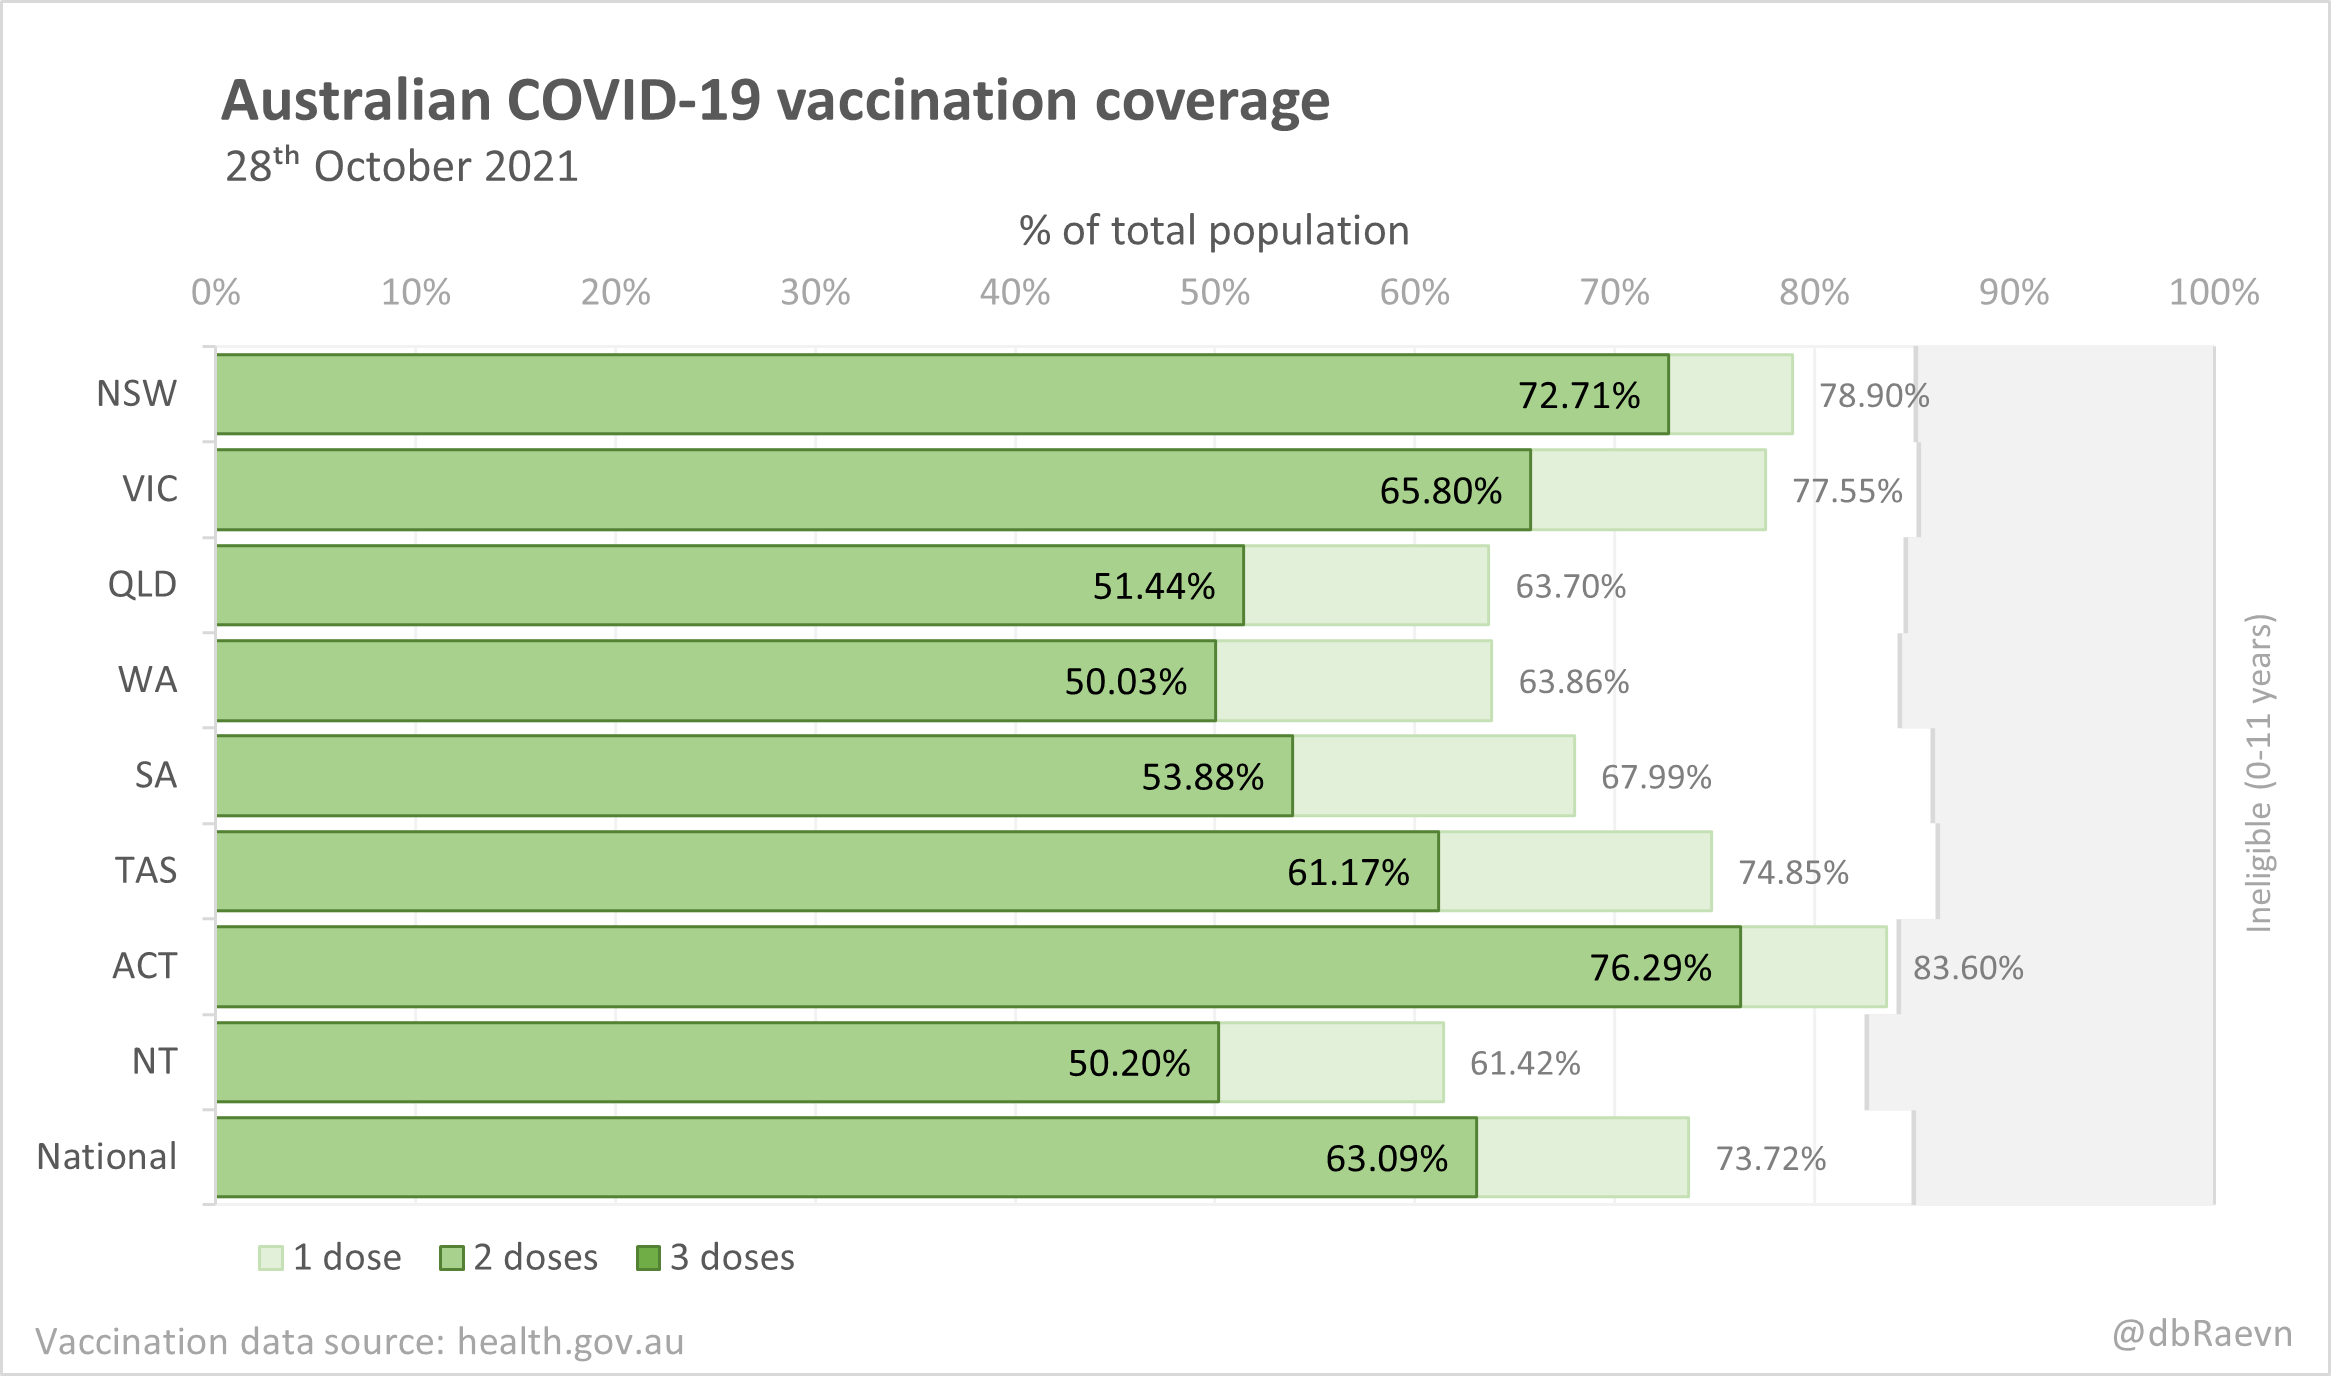 Australian COVID-19 vaccination coverage
28th October 2021
% of total population
0% 10% 20% 30% 40% 50% 60% 70% 80% 90% 100%
NSW 72.71% 78.90%
VIC 65.80% 77.55%
QLD 51.44% 63.70%
WA 50.03% 63.86%
SA 53.88% 67.99%
TAS 61.17% 74.85%
ACT 76.29% 83.60%
NT 50.20% 61.42%
National 63.09% 73.72%
Ineligible (0-11 years)
1 dose 2 doses 3 doses
Vaccination data source: health.gov.au
@dbRaevn